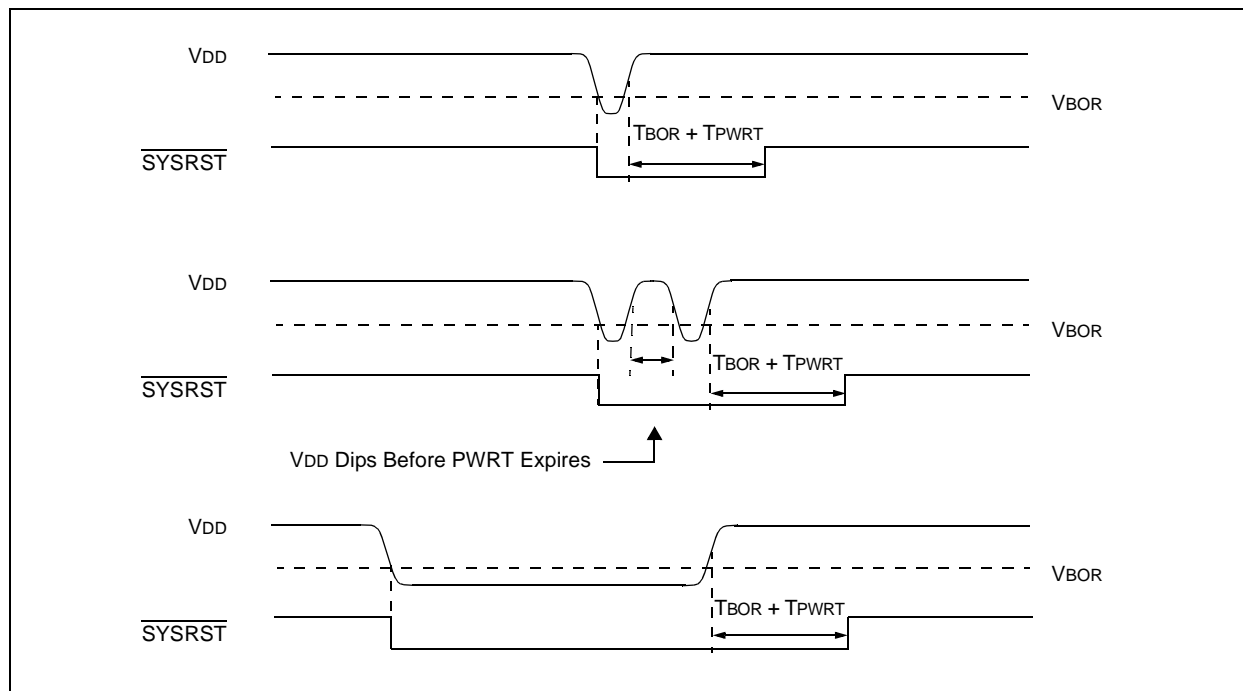 VDD
VBOR
TBOR + TPWRT
SYSRST
VDD
VBOR
TBOR + TPWRT
SYSRST
VDD Dips Before PWRT Expires
VDD
VBOR
TBOR + TPWRT
SYSRST